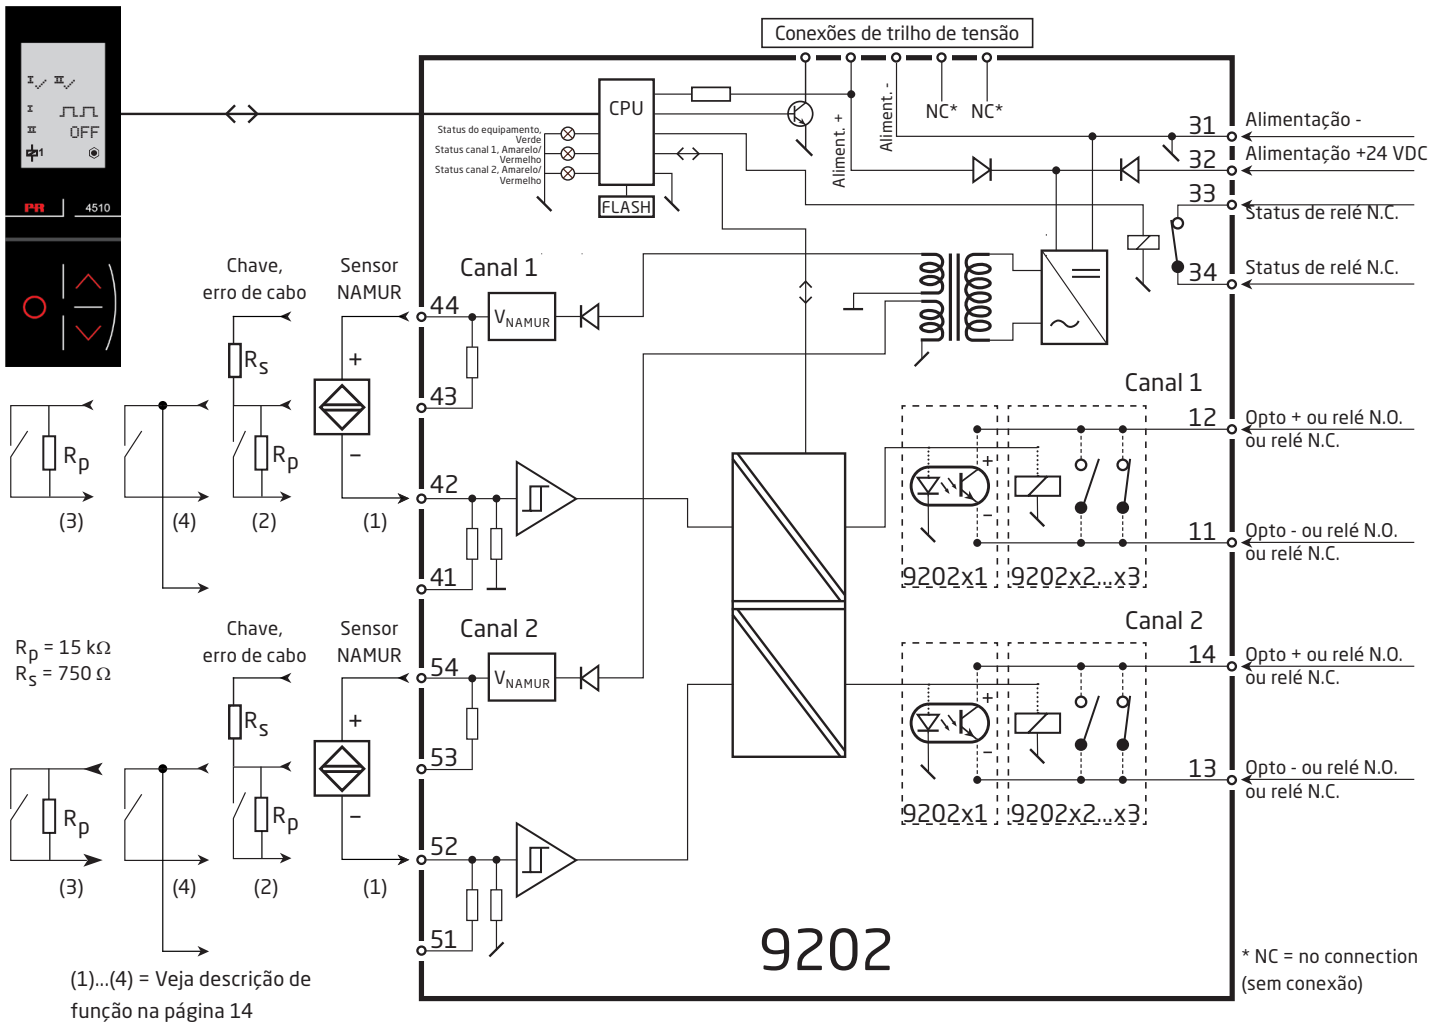 Conexões de trilho de tensão
I II
I
II OFF
1
PR 4510
CPU
FLASH
Status do equipamento,
Verde
Status canal 1, Amarelo/
Vermelho
Status canal 2, Amarelo/
Vermelho
Aliment. +
Aliment. -
NC* NC*
31 Alimentação -
32 Alimentação +24 VDC
33 Status de relé N.C.
34 Status de relé N.C.
Chave,
erro de cabo
Sensor
NAMUR
Canal 1
44
VNAMUR
43
42
41
Rs
Rp
Rp
+
-
(3) (4) (2) (1)
Canal 1
12 Opto + ou relé N.O.
ou relé N.C.
11 Opto - ou relé N.O.
ou relé N.C.
+
-
9202x1 9202x2...x3
Rp = 15 kΩ
Rs = 750 Ω
Chave,
erro de cabo
Sensor
NAMUR
Canal 2
54
VNAMUR
53
52
51
Rs
Rp
Rp
+
-
(3) (4) (2) (1)
Canal 2
14 Opto + ou relé N.O.
ou relé N.C.
13 Opto - ou relé N.O.
ou relé N.C.
+
-
9202x1 9202x2...x3
9202
* NC = no connection
(sem conexão)
(1)...(4) = Veja descrição de
função na página 14